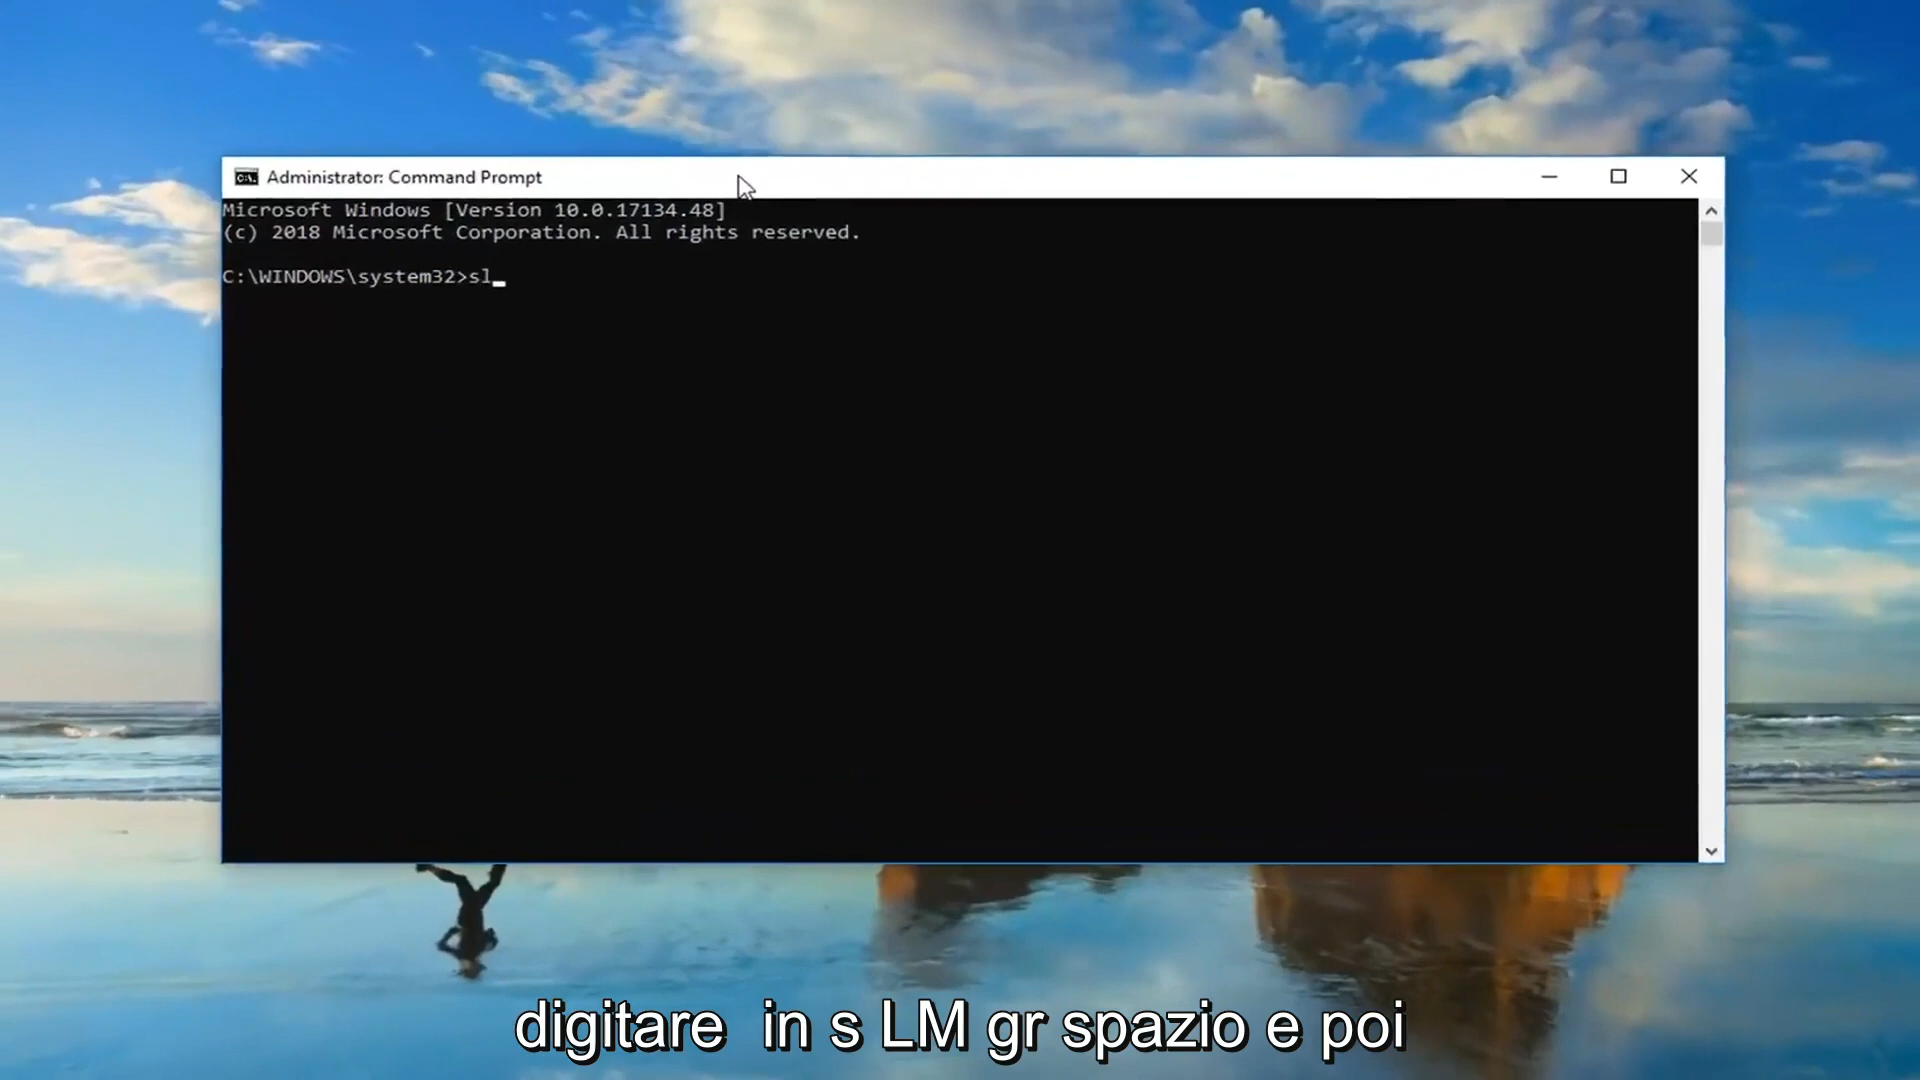 Administrator: Command Prompt
Microsoft Windows [Version 10.0.17134.48]
(c) 2018 Microsoft Corporation. All rights reserved.
C:\WINDOWS\system32>sl
digitare  in s LM gr spazio e poi